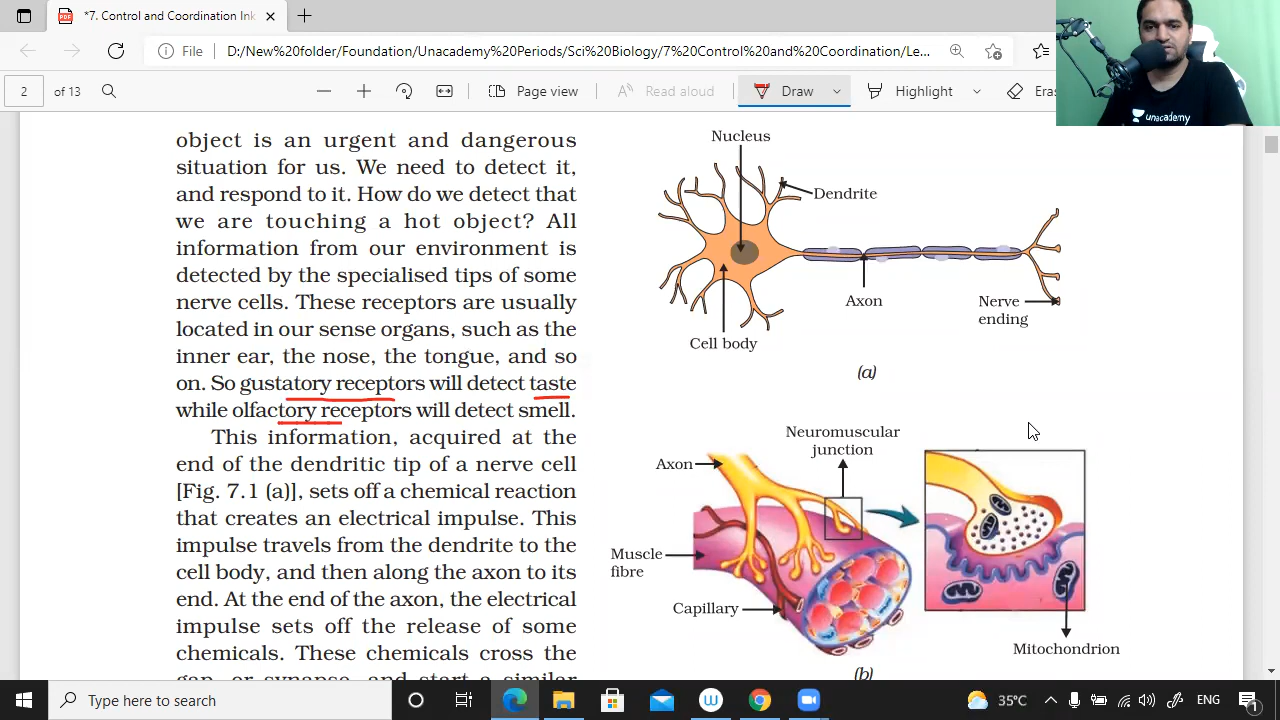 *7. Control and Coordination Ink
File
D:/New%20folder/Foundation/Unacademy%20Periods/Sci%20Biology/7%20Control%20and%20Coordination/Le...
2 of 13
Page view
Read aloud
Draw
Highlight
Eras
unacademy
object is an urgent and dangerous
situation for us. We need to detect it,
and respond to it. How do we detect that
we are touching a hot object? All
information from our environment is
detected by the specialised tips of some
nerve cells. These receptors are usually
located in our sense organs, such as the
inner ear, the nose, the tongue, and so
on. So gustatory receptors will detect taste
while olfactory receptors will detect smell.
This information, acquired at the
end of the dendritic tip of a nerve cell
[Fig. 7.1 (a)], sets off a chemical reaction
that creates an electrical impulse. This
impulse travels from the dendrite to the
cell body, and then along the axon to its
end. At the end of the axon, the electrical
impulse sets off the release of some
chemicals. These chemicals cross the
gap, or synapse, and start a similar
Nucleus
Dendrite
Axon
Nerve
ending
Cell body
(a)
Neuromuscular
junction
Axon
Muscle
fibre
Capillary
Mitochondrion
(b)
Type here to search
35°C
ENG
1